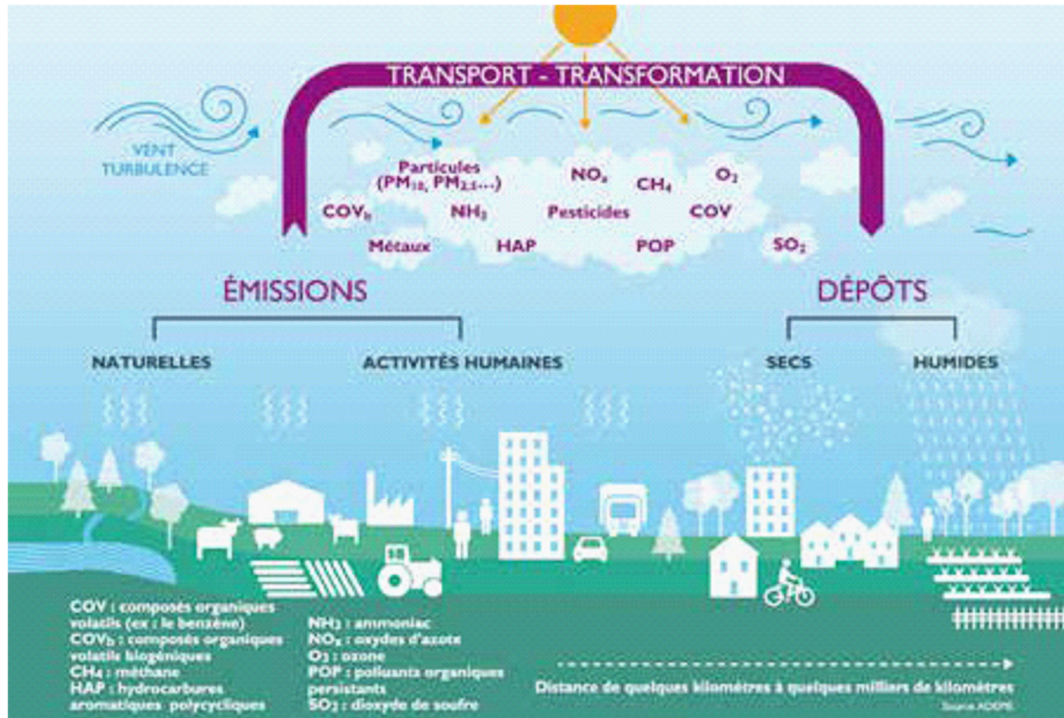 TRANSPORT - TRANSFORMATION
VENT
TURBULENCE
Particules
(PM10, PM2,5...)
NOx
CH4
O3
COVb
NH3
Pesticides
COV
Métaux
HAP
POP
SO2
ÉMISSIONS
DÉPÔTS
NATURELLES
ACTIVITÉS HUMAINES
SECS
HUMIDES
COV : composés organiques
volatils (ex : le benzène)
COVb : composés organiques
volatils biogéniques
CH4 : méthane
HAP : hydrocarbures
aromatiques polycycliques
NH3 : ammoniac
NOx : oxydes d'azote
O3 : ozone
POP : polluants organiques
persistants
SO2 : dioxyde de soufre
Distance de quelques kilomètres à quelques milliers de kilomètres
Source ADEME